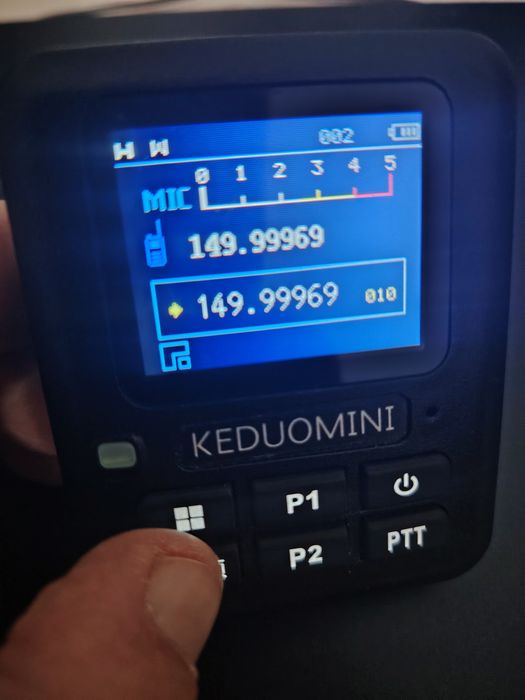 H W 002
0 1 2 3 4 5
MIC
149.99969
149.99969 010
KEDUOMINI
P1
P2 PTT